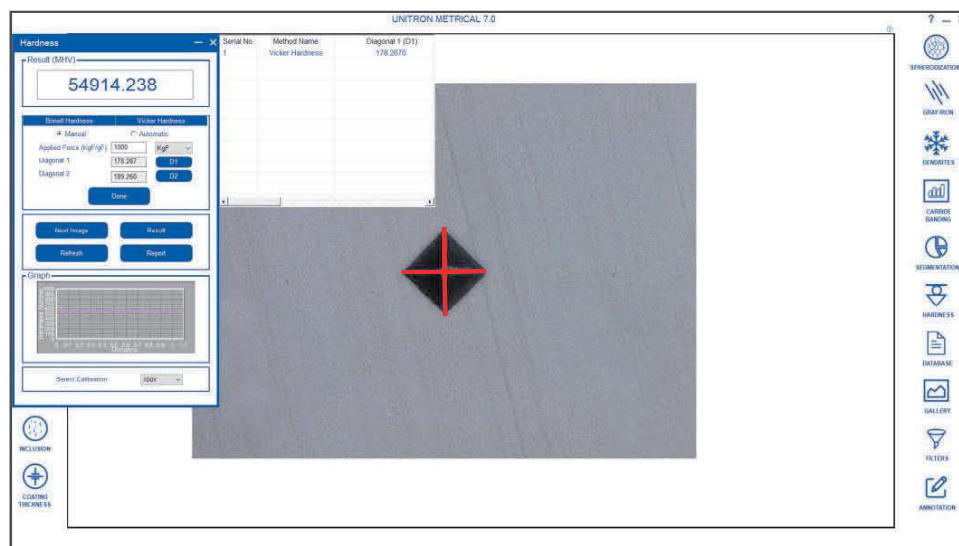 UNITRON METRICAL 7.0
? –
Hardness – ×
Result (MHV)
54914.238
Brinell Hardness Vicker Hardness
Manual Automatic
Applied Force (KgF/gF) 1000 KgF
Diagonal 1 178.267 D1
Diagonal 2 189.260 D2
Done
Next Image Result
Refresh Report
Graph
Distance
Select Calibration 100x
Serial No Method Name Diagonal 1 (D1)
1 Vicker Hardness 178.2670
INCLUSION
COATING
THICKNESS
SPHERODIZATION
GRAY IRON
DENDRITES
CARBIDE
BANDING
SEGMENTATION
HARDNESS
DATABASE
GALLERY
FILTERS
ANNOTATION